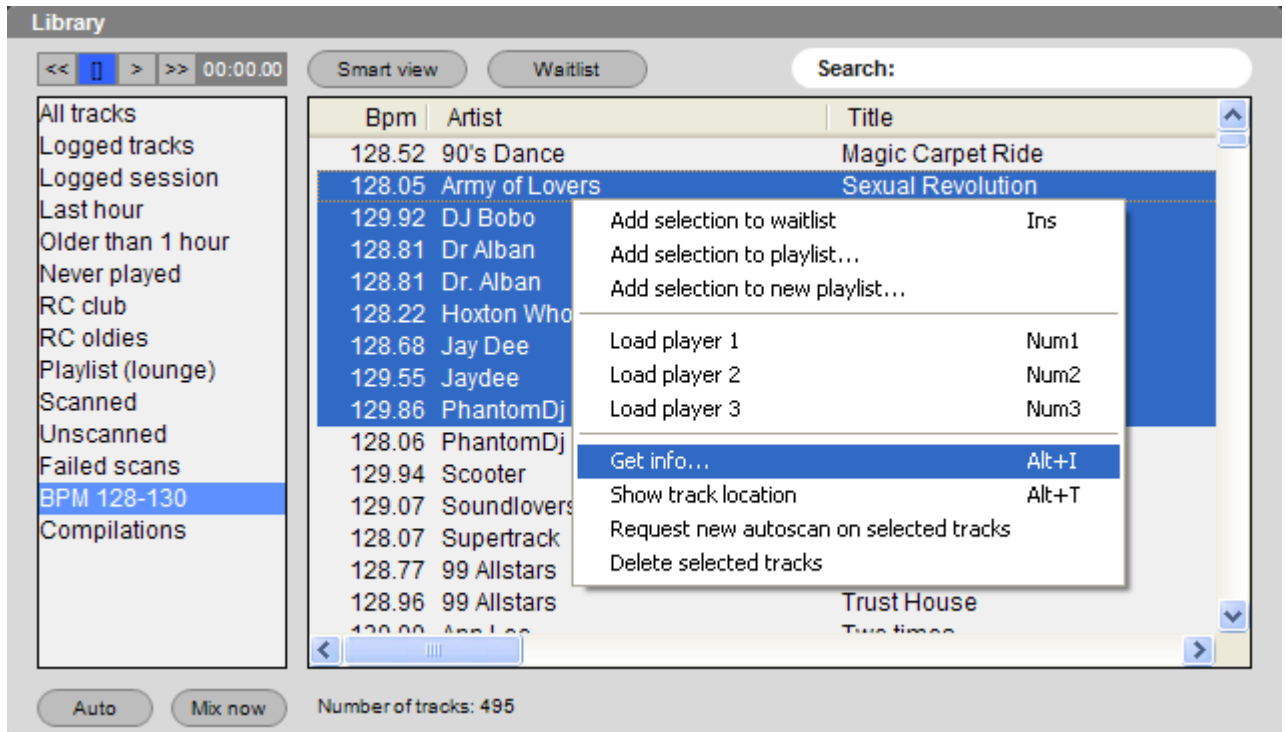 Library
<< [] > >> 00:00.00 Smart view Waitlist Search:
All tracks
Logged tracks
Logged session
Last hour
Older than 1 hour
Never played
RC club
RC oldies
Playlist (lounge)
Scanned
Unscanned
Failed scans
BPM 128-130
Compilations
Bpm Artist Title
128.52 90's Dance Magic Carpet Ride
128.05 Army of Lovers Sexual Revolution
129.92 DJ Bobo
128.81 Dr Alban
128.81 Dr. Alban
128.22 Hoxton Who
128.68 Jay Dee
129.55 Jaydee
129.86 PhantomDj
128.06 PhantomDj
129.94 Scooter
129.07 Soundlovers
128.07 Supertrack
128.77 99 Allstars
128.96 99 Allstars Trust House
Ann Lee Two times
Add selection to waitlist Ins
Add selection to playlist...
Add selection to new playlist...
Load player 1 Num1
Load player 2 Num2
Load player 3 Num3
Get info... Alt+I
Show track location Alt+T
Request new autoscan on selected tracks
Delete selected tracks
Auto Mix now Number of tracks: 495